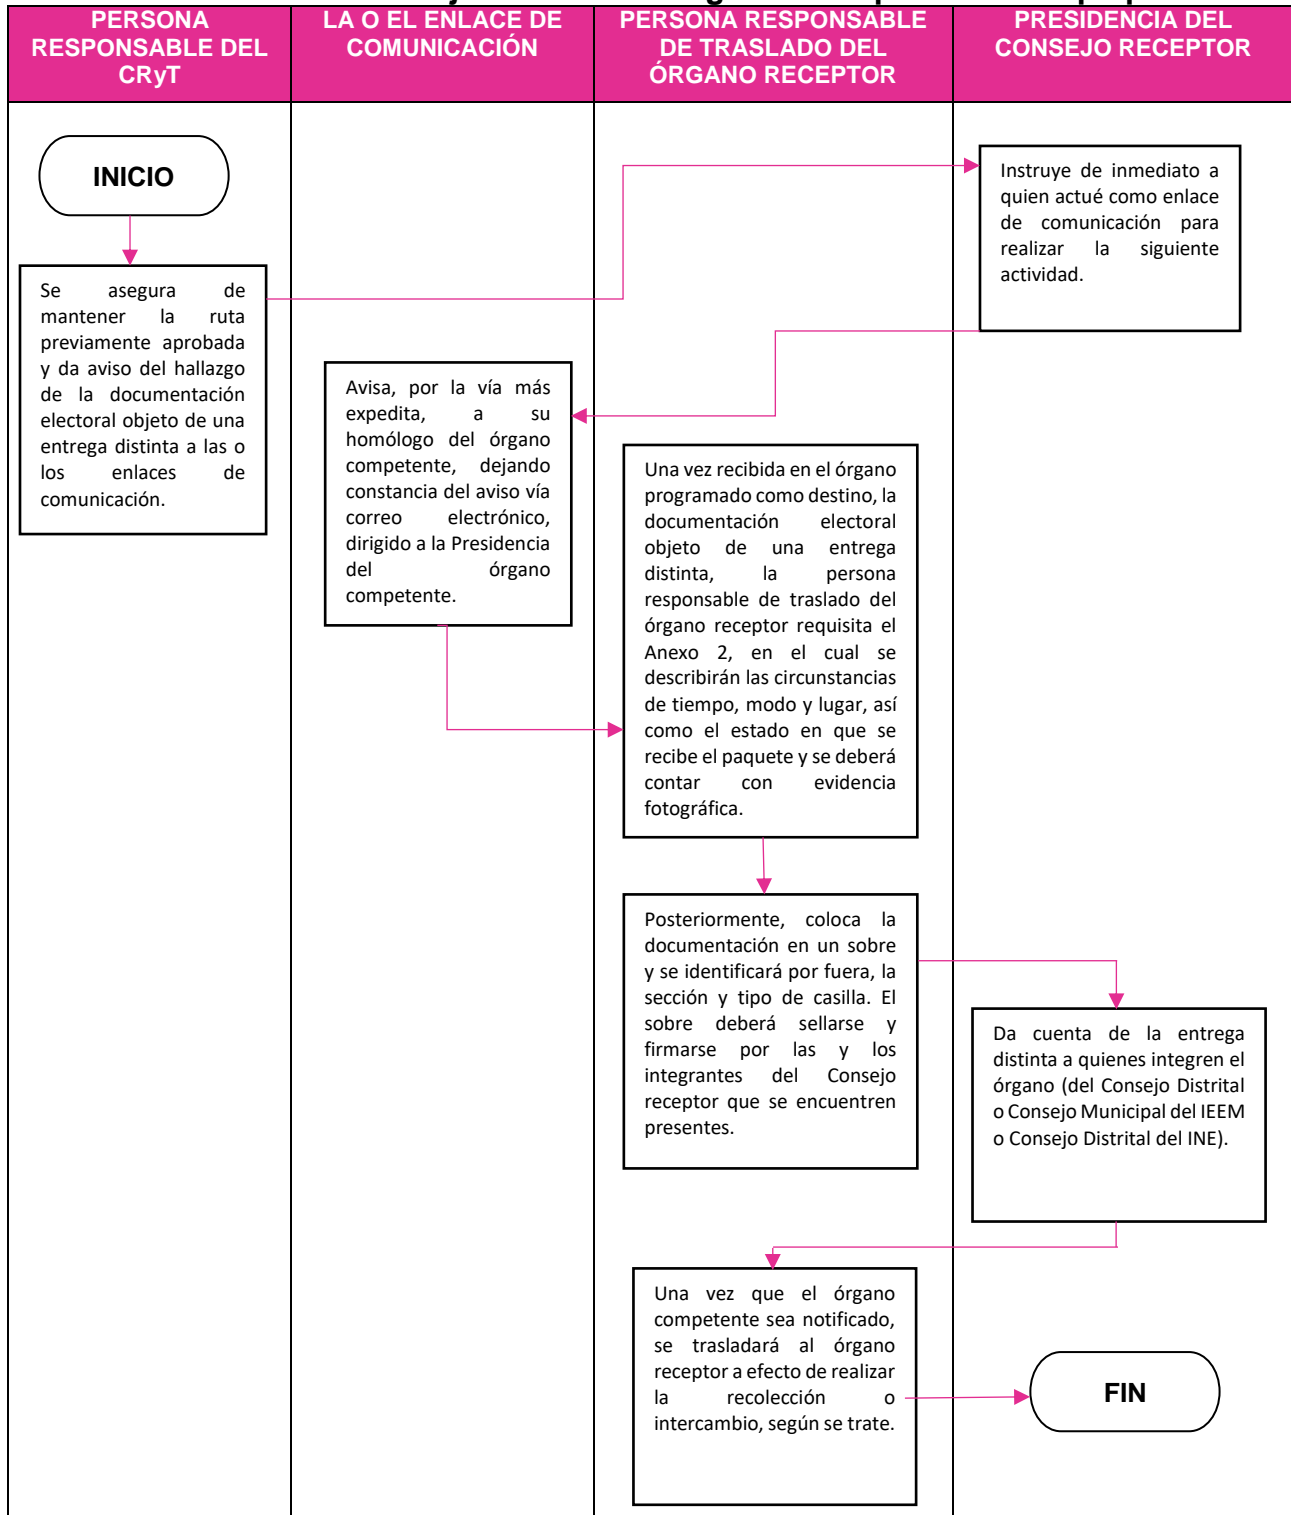 PERSONA
RESPONSABLE DEL
CRyT
LA O EL ENLACE DE
COMUNICACIÓN
PERSONA RESPONSABLE
DE TRASLADO DEL
ÓRGANO RECEPTOR
PRESIDENCIA DEL
CONSEJO RECEPTOR
INICIO
Se asegura de
mantener la ruta
previamente aprobada
y da aviso del hallazgo
de la documentación
electoral objeto de una
entrega distinta a las o
los enlaces de
comunicación.
Instruye de inmediato a
quien actué como enlace
de comunicación para
realizar la siguiente
actividad.
Avisa, por la vía más
expedita, a su
homólogo del órgano
competente, dejando
constancia del aviso vía
correo electrónico,
dirigido a la Presidencia
del órgano
competente.
Una vez recibida en el órgano
programado como destino, la
documentación electoral
objeto de una entrega
distinta, la persona
responsable de traslado del
órgano receptor requisita el
Anexo 2, en el cual se
describirán las circunstancias
de tiempo, modo y lugar, así
como el estado en que se
recibe el paquete y se deberá
contar con evidencia
fotográfica.
Posteriormente, coloca la
documentación en un sobre
y se identificará por fuera, la
sección y tipo de casilla. El
sobre deberá sellarse y
firmarse por las y los
integrantes del Consejo
receptor que se encuentren
presentes.
Da cuenta de la entrega
distinta a quienes integren el
órgano (del Consejo Distrital
o Consejo Municipal del IEEM
o Consejo Distrital del INE).
Una vez que el órgano
competente sea notificado,
se trasladará al órgano
receptor a efecto de realizar
la recolección o
intercambio, según se trate.
FIN